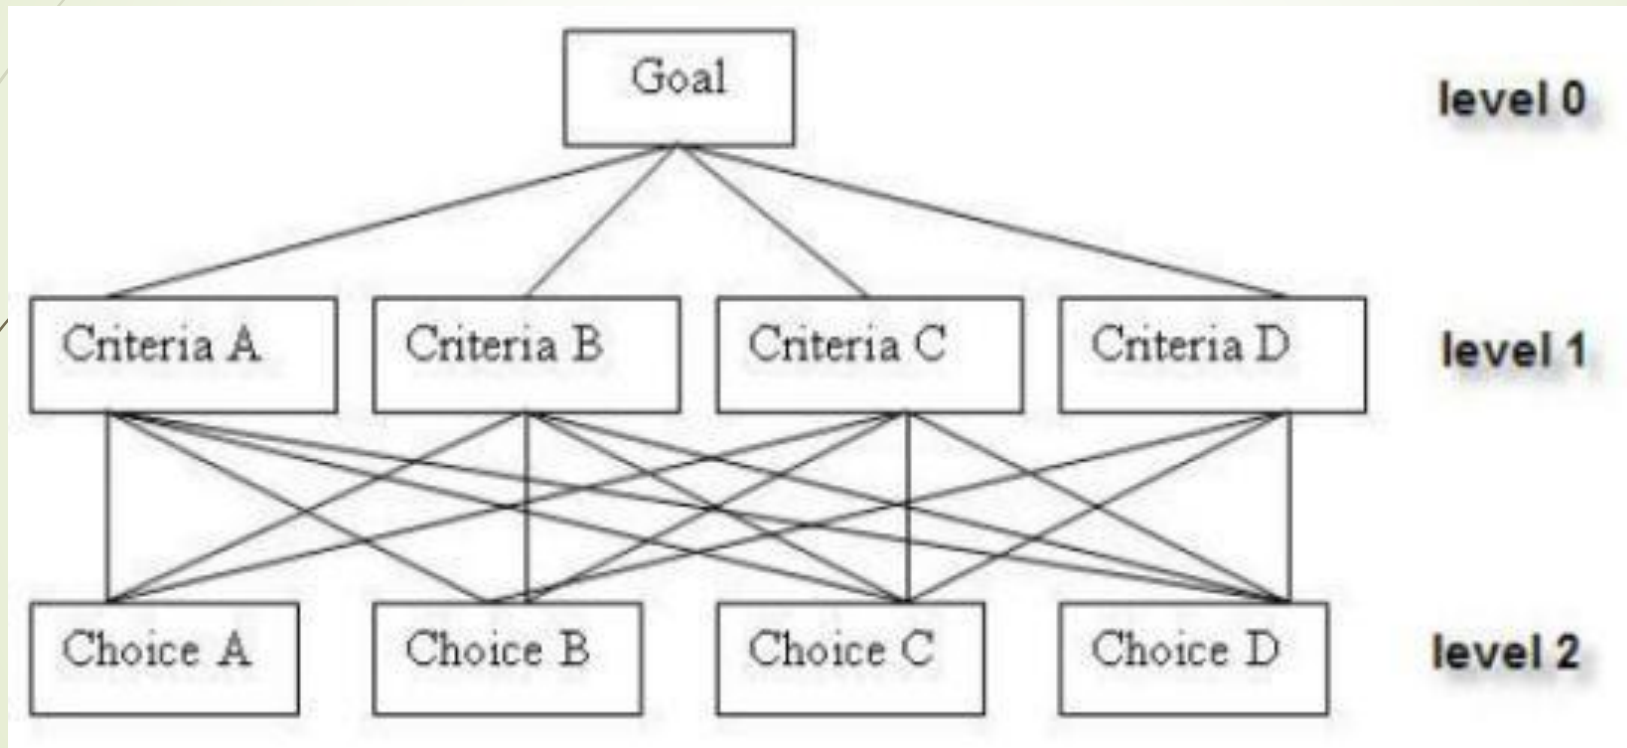 Goal
level 0
Criteria A
Criteria B
Criteria C
Criteria D
level 1
Choice A
Choice B
Choice C
Choice D
level 2